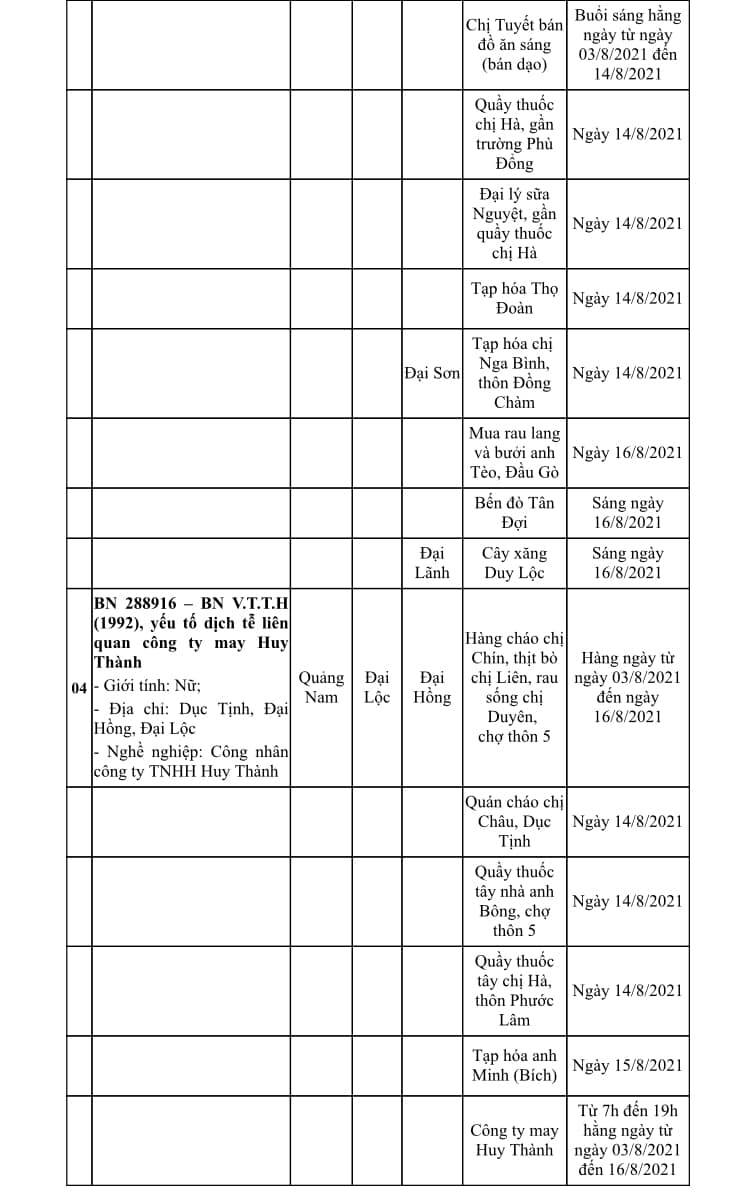 Chị Tuyết bán
đồ ăn sáng
(bán dạo)
Buổi sáng hằng
ngày từ ngày
03/8/2021 đến
14/8/2021
Quầy thuốc
chị Hà, gần
trường Phù
Đổng
Ngày 14/8/2021
Đại lý sữa
Nguyệt, gần
quầy thuốc
chị Hà
Ngày 14/8/2021
Tạp hóa Thọ
Đoàn
Ngày 14/8/2021
Đại Sơn
Tạp hóa chị
Nga Bình,
thôn Đồng
Chàm
Ngày 14/8/2021
Mua rau lang
và bưởi anh
Tèo, Đầu Gò
Ngày 16/8/2021
Bến đò Tân
Đợi
Sáng ngày
16/8/2021
Đại
Lãnh
Cây xăng
Duy Lộc
Sáng ngày
16/8/2021
04
BN 288916 – BN V.T.T.H
(1992), yếu tố dịch tễ liên
quan công ty may Huy
Thành
- Giới tính: Nữ;
- Địa chỉ: Dục Tịnh, Đại
Hồng, Đại Lộc
- Nghề nghiệp: Công nhân
công ty TNHH Huy Thành
Quảng
Nam
Đại
Lộc
Đại
Hồng
Hàng cháo chị
Chín, thịt bò
chị Liên, rau
sống chị
Duyên,
chợ thôn 5
Hàng ngày từ
ngày 03/8/2021
đến ngày
16/8/2021
Quán cháo chị
Châu, Dục
Tịnh
Ngày 14/8/2021
Quầy thuốc
tây nhà anh
Bông, chợ
thôn 5
Ngày 14/8/2021
Quầy thuốc
tây chị Hà,
thôn Phước
Lâm
Ngày 14/8/2021
Tạp hóa anh
Minh (Bích)
Ngày 15/8/2021
Công ty may
Huy Thành
Từ 7h đến 19h
hằng ngày từ
ngày 03/8/2021
đến 16/8/2021